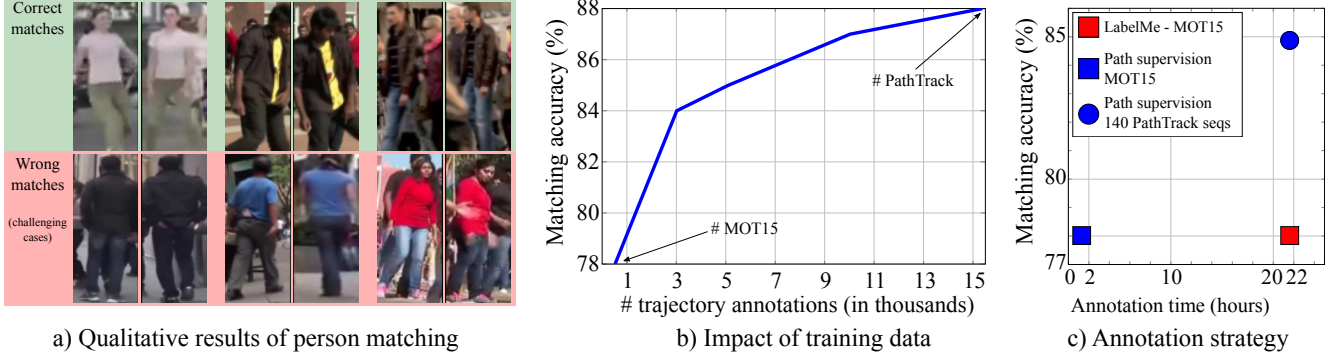 Correct
matches
Wrong
matches
(challenging
cases)
a) Qualitative results of person matching
Matching accuracy (%)
88
86
84
82
80
78
# PathTrack
# MOT15
1
3
5
7
9
11
13
15
# trajectory annotations (in thousands)
b) Impact of training data
Matching accuracy (%)
85
80
77
LabelMe - MOT15
Path supervision
MOT15
Path supervision
140 PathTrack seqs
0
2
10
20
22
Annotation time (hours)
c) Annotation strategy